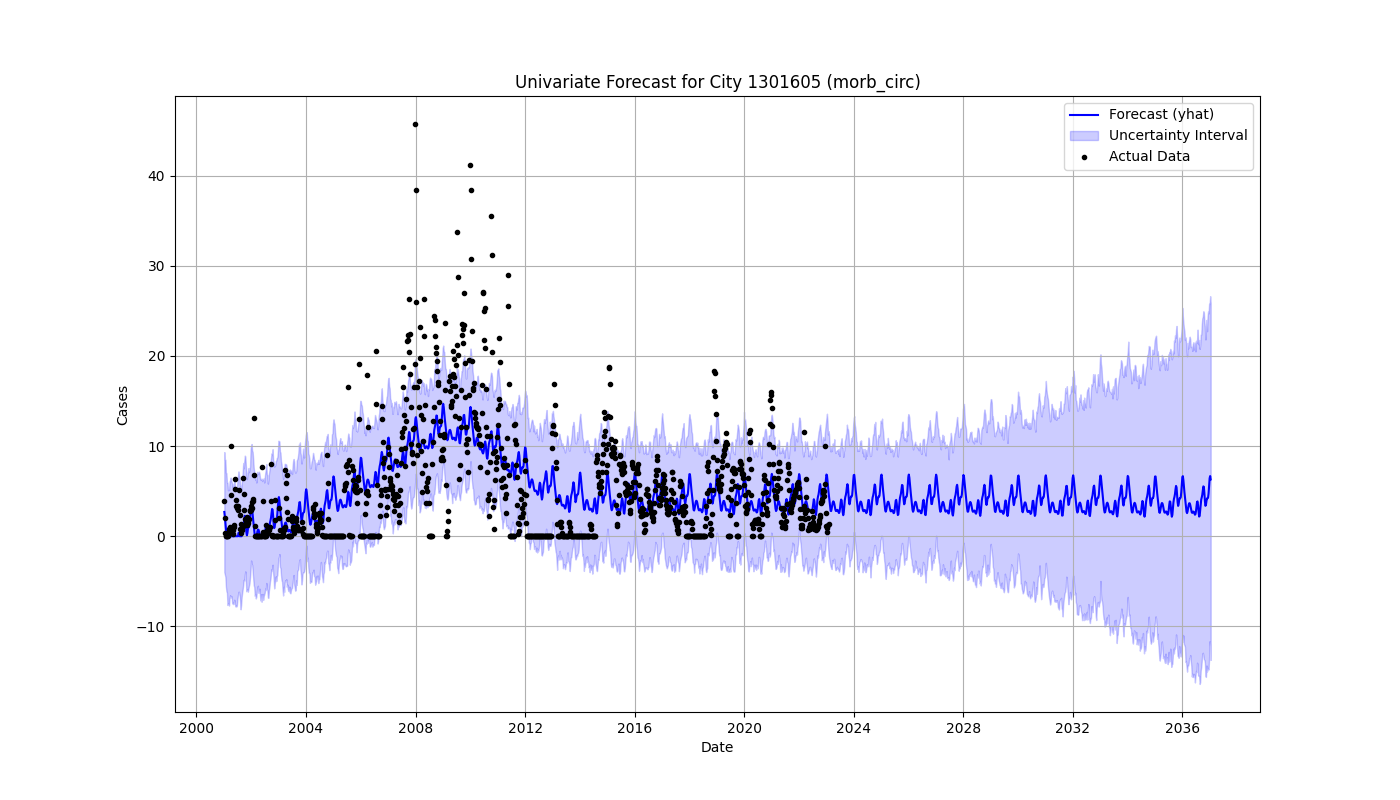 Univariate Forecast for City 1301605 (morb_circ)
Forecast (yhat)
Uncertainty Interval
Actual Data
Cases
40
30
20
10
0
−10
2000 2004 2008 2012 2016 2020 2024 2028 2032 2036
Date